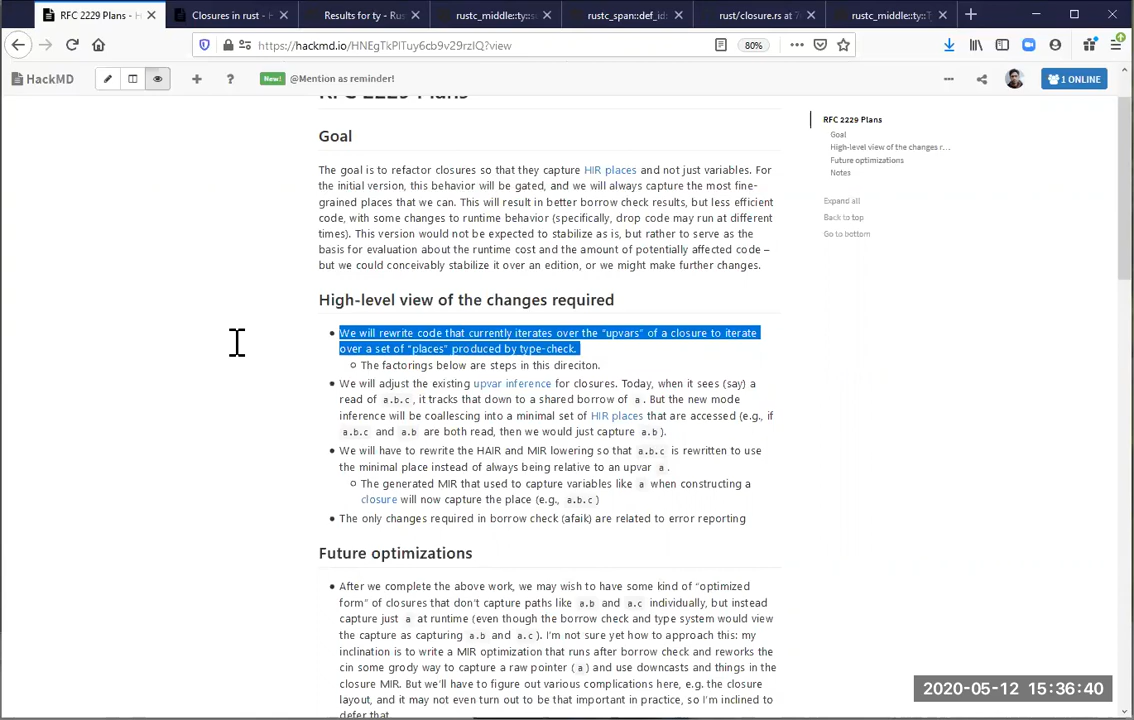 RFC 2229 Plans - H
Closures in rust - H
Results for ty - Rus
rustc_middle::ty::su
rustc_span::def_id:
rust/closure.rs at 7
rustc_middle::ty::T
https://hackmd.io/HNEgTkPlTuy6cb9v29rzIQ?view
80%
HackMD
New! @Mention as reminder!
1 ONLINE
RFC 2229 Plans
Goal
The goal is to refactor closures so that they capture HIR places and not just variables. For
the initial version, this behavior will be gated, and we will always capture the most fine-
grained places that we can. This will result in better borrow check results, but less efficient
code, with some changes to runtime behavior (specifically, drop code may run at different
times). This version would not be expected to stabilize as is, but rather to serve as the
basis for evaluation about the runtime cost and the amount of potentially affected code –
but we could conceivably stabilize it over an edition, or we might make further changes.
High-level view of the changes required
We will rewrite code that currently iterates over the “upvars” of a closure to iterate
over a set of “places” produced by type-check.
The factorings below are steps in this direciton.
We will adjust the existing upvar inference for closures. Today, when it sees (say) a
read of a.b.c, it tracks that down to a shared borrow of a. But the new mode
inference will be coallescing into a minimal set of HIR places that are accessed (e.g., if
a.b.c and a.b are both read, then we would just capture a.b).
We will have to rewrite the HAIR and MIR lowering so that a.b.c is rewritten to use
the minimal place instead of always being relative to an upvar a.
The generated MIR that used to capture variables like a when constructing a
closure will now capture the place (e.g., a.b.c)
The only changes required in borrow check (afaik) are related to error reporting
Future optimizations
After we complete the above work, we may wish to have some kind of “optimized
form” of closures that don’t capture paths like a.b and a.c individually, but instead
capture just a at runtime (even though the borrow check and type system would view
the capture as capturing a.b and a.c). I’m not sure yet how to approach this: my
inclination is to write a MIR optimization that runs after borrow check and reworks the
cin some grody way to capture a raw pointer (a) and use downcasts and things in the
closure MIR. But we’ll have to figure out various complications here, e.g. the closure
layout, and it may not even turn out to be that important in practice, so I’m inclined to
defer that.
RFC 2229 Plans
Goal
High-level view of the changes r...
Future optimizations
Notes
Expand all
Back to top
Go to bottom
2020-05-12 15:36:40